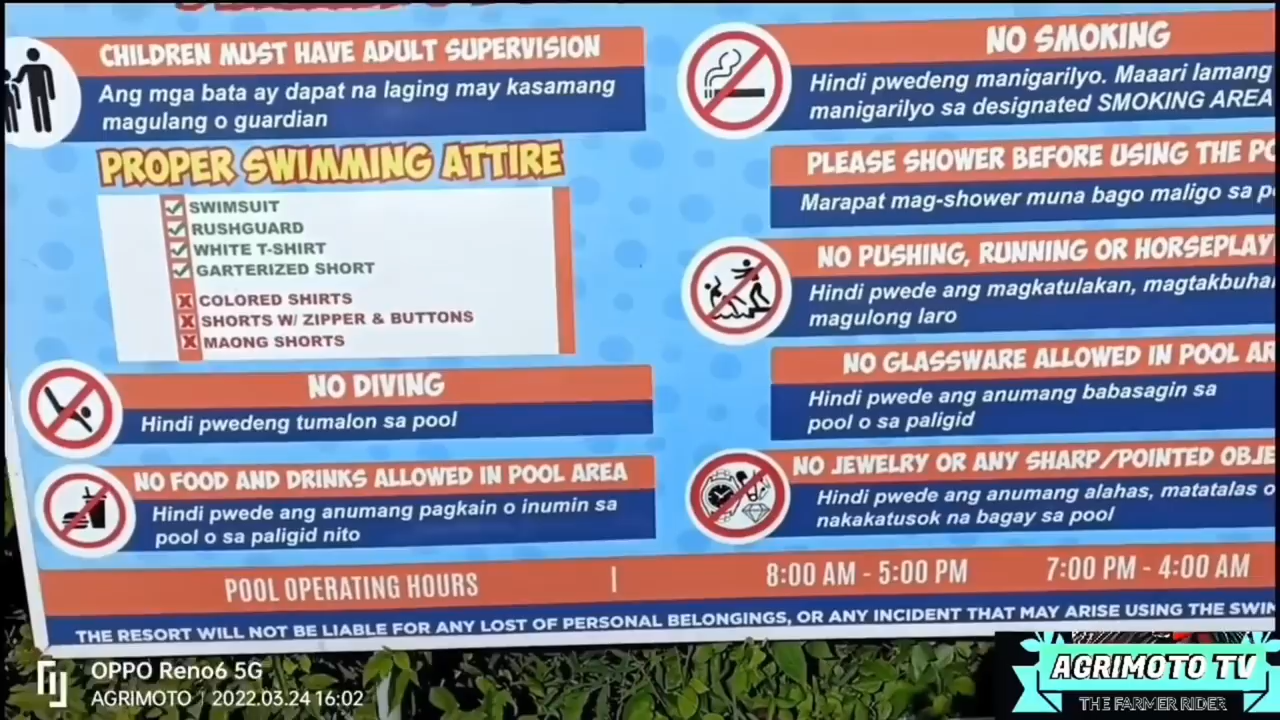 CHILDREN MUST HAVE ADULT SUPERVISION
Ang mga bata ay dapat na laging may kasamang
magulang o guardian
PROPER SWIMMING ATTIRE
SWIMSUIT
RUSHGUARD
WHITE T-SHIRT
GARTERIZED SHORT
COLORED SHIRTS
SHORTS W/ ZIPPER & BUTTONS
MAONG SHORTS
NO DIVING
Hindi pwedeng tumalon sa pool
NO FOOD AND DRINKS ALLOWED IN POOL AREA
Hindi pwede ang anumang pagkain o inumin sa
pool o sa paligid nito
NO SMOKING
Hindi pwedeng manigarilyo. Maaari lamang
manigarilyo sa designated SMOKING AREA
PLEASE SHOWER BEFORE USING THE
Marapat mag-shower muna bago maligo sa
NO PUSHING, RUNNING OR HORSEPLAY
Hindi pwede ang magkatulakan,
magulong laro
NO GLASSWARE ALLOWED IN POOL
Hindi pwede ang anumang babasagin sa
pool o sa paligid
NO JEWELRY OR ANY SHARP/POINTED
Hindi pwede ang anumang alahas, matatalas o
nakakatusok na bagay sa pool
POOL OPERATING HOURS | 8:00 AM - 5:00 PM 7:00 PM - 4:00 AM
THE RESORT WILL NOT BE LIABLE FOR ANY LOST OF PERSONAL BELONGINGS, OR ANY INCIDENT THAT MAY ARISE USING THE
OPPO Reno6 5G
AGRIMOTO | 2022.03.24 16:02
AGRIMOTO TV
THE FARMER RIDER